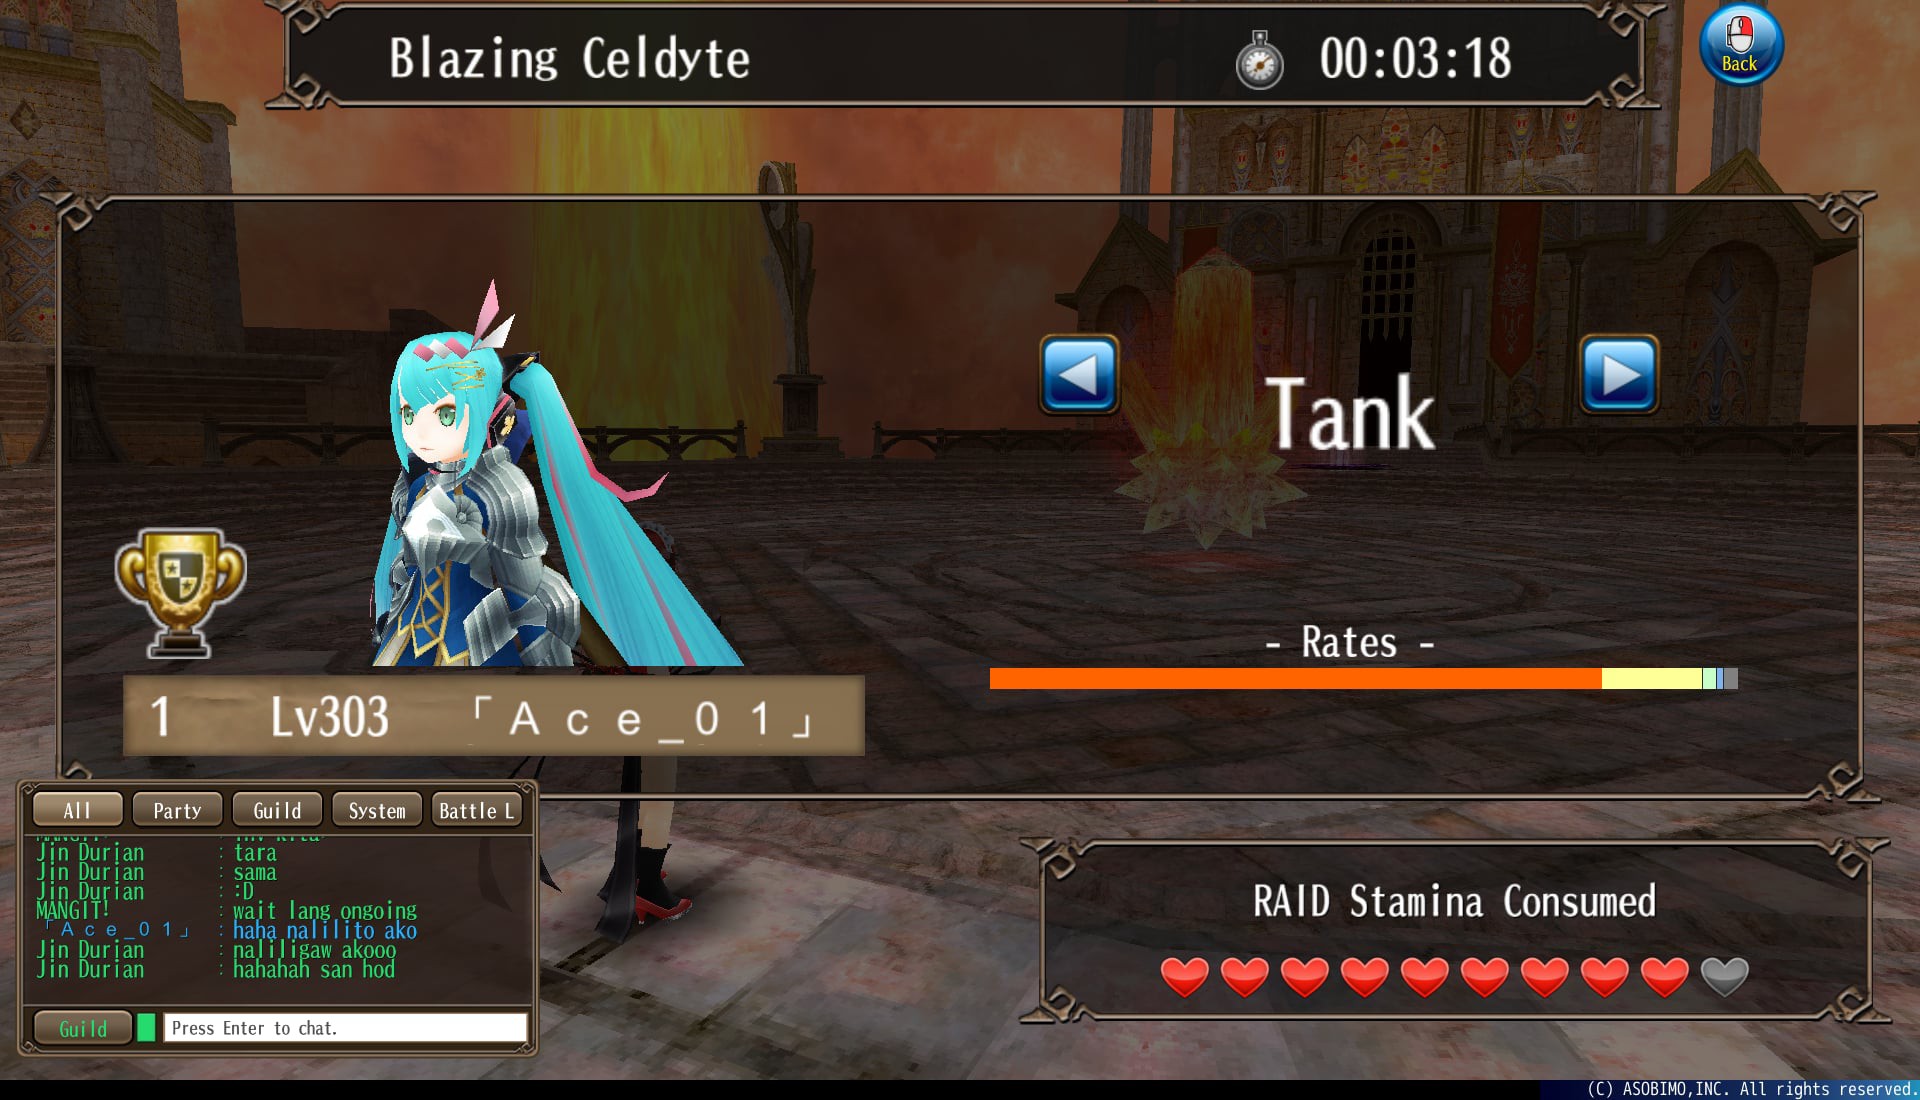 Blazing Celdyte
00:03:18
Back
Tank
- Rates -
1 Lv303 「Ａｃｅ_０１」
All Party Guild System Battle L
Jin Durian : tara
Jin Durian : sama
Jin Durian : :D
MANGIT! : wait lang ongoing
「Ａｃｅ_０１」 : haha nalilito ako
Jin Durian : naliligaw akooo
Jin Durian : hahahah san hod
Guild Press Enter to chat.
RAID Stamina Consumed
(C) ASOBIMO,INC. All rights reserved.